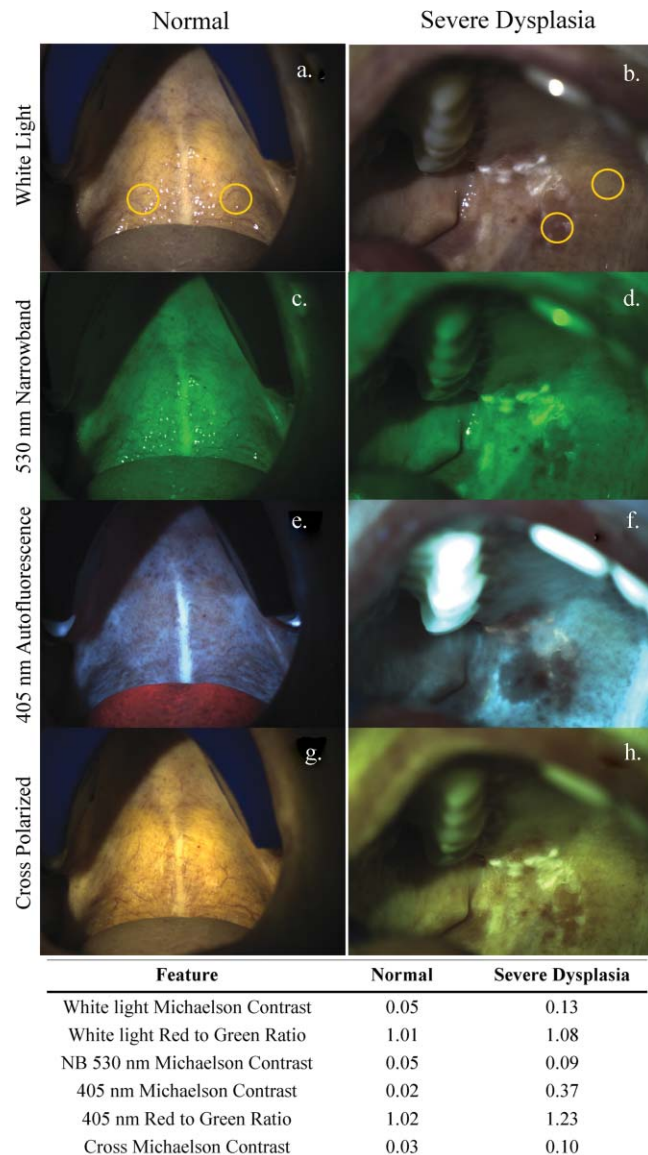 Normal Severe Dysplasia
White Light
a. b.
530 nm Narrowband
c. d.
405 nm Autofluorescence
e. f.
Cross Polarized
g. h.
Feature Normal Severe Dysplasia
White light Michaelson Contrast 0.05 0.13
White light Red to Green Ratio 1.01 1.08
NB 530 nm Michaelson Contrast 0.05 0.09
405 nm Michaelson Contrast 0.02 0.37
405 nm Red to Green Ratio 1.02 1.23
Cross Michaelson Contrast 0.03 0.10